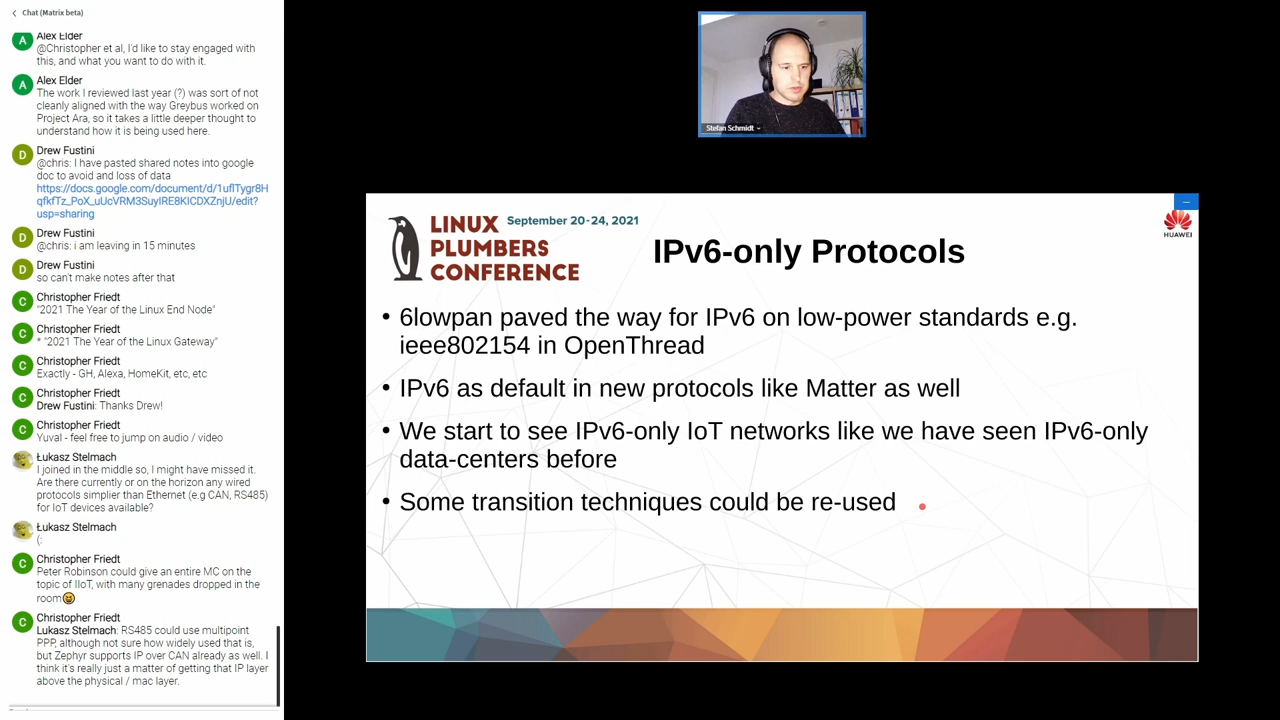 Chat (Matrix beta)
Alex Elder
@Christopher et al, I'd like to stay engaged with
this, and what you want to do with it.
Alex Elder
The work I reviewed last year (?) was sort of not
cleanly aligned with the way Greybus worked on
Project Ara, so it takes a little deeper thought to
understand how it is being used here.
Drew Fustini
@chris: I have pasted shared notes into google
doc to avoid and loss of data
https://docs.google.com/document/d/1uflTygr8H
qfkfTz_PoX_uUcVRM3SuyIRE8KICDXZnjU/edit?
usp=sharing
Drew Fustini
@chris: i am leaving in 15 minutes
Drew Fustini
so can't make notes after that
Christopher Friedt
"2021 The Year of the Linux End Node"
Christopher Friedt
* "2021 The Year of the Linux Gateway"
Christopher Friedt
Exactly - GH, Alexa, HomeKit, etc, etc
Christopher Friedt
Drew Fustini: Thanks Drew!
Christopher Friedt
Yuval - feel free to jump on audio / video
Łukasz Stelmach
I joined in the middle so, I might have missed it.
Are there currently or on the horizon any wired
protocols simplier than Ethernet (e.g CAN, RS485)
for IoT devices available?
Łukasz Stelmach
(:
Christopher Friedt
Peter Robinson could give an entire MC on the
topic of IIoT, with many grenades dropped in the
room😆
Christopher Friedt
Łukasz Stelmach: RS485 could use multipoint
PPP, although not sure how widely used that is,
but Zephyr supports IP over CAN already as well. I
think it's really just a matter of getting that IP layer
above the physical / mac layer.
Stefan Schmidt
LINUX
PLUMBERS
CONFERENCE
September 20-24, 2021
HUAWEI
IPv6-only Protocols
• 6lowpan paved the way for IPv6 on low-power standards e.g.
ieee802154 in OpenThread
• IPv6 as default in new protocols like Matter as well
• We start to see IPv6-only IoT networks like we have seen IPv6-only
data-centers before
• Some transition techniques could be re-used